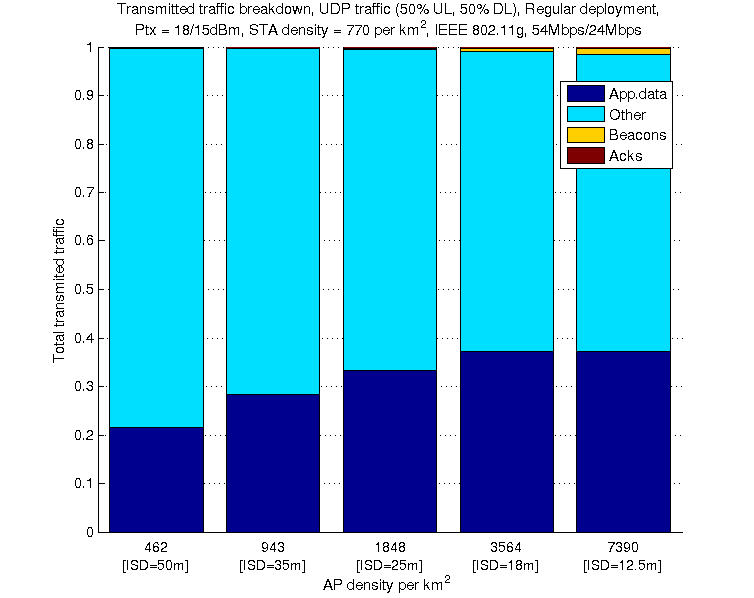 Transmitted traffic breakdown, UDP traffic (50% UL, 50% DL), Regular deployment,
Ptx = 18/15dBm, STA density = 770 per km², IEEE 802.11g, 54Mbps/24Mbps
1
0.9
0.8
0.7
0.6
0.5
0.4
0.3
0.2
0.1
0
Total transmited traffic
App.data
Other
Beacons
Acks
462 943 1848 3564 7390
[ISD=50m] [ISD=35m] [ISD=25m] [ISD=18m] [ISD=12.5m]
AP density per km²